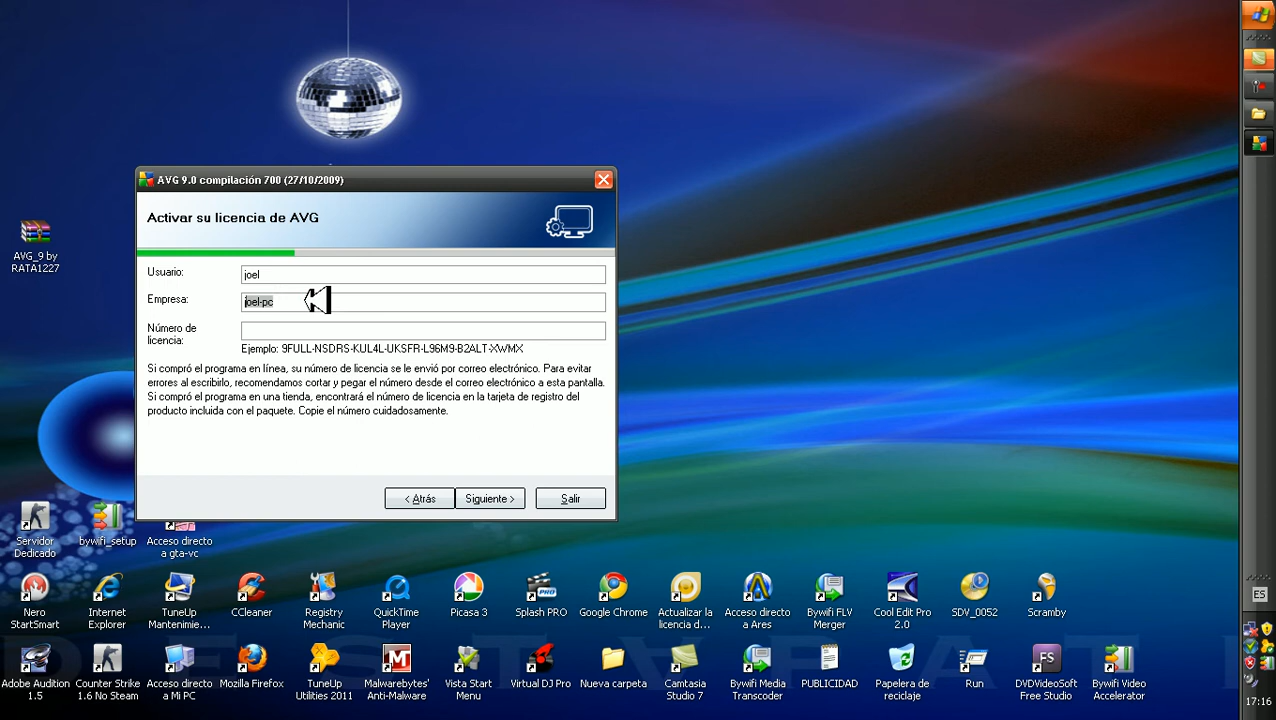 AVG 9.0 compilación 700 (27/10/2009)
Activar su licencia de AVG
Usuario:
joel
Empresa:
joel-pc
Número de
licencia:
Ejemplo: 9FULL-NSDRS-KUL4L-UKSFR-L96M9-B2ALT-XWMX
Si compró el programa en línea, su número de licencia se le envió por correo electrónico. Para evitar
errores al escribirlo, recomendamos cortar y pegar el número desde el correo electrónico a esta pantalla.
Si compró el programa en una tienda, encontrará el número de licencia en la tarjeta de registro del
producto incluida con el paquete. Copie el número cuidadosamente.
< Atrás
Siguiente >
Salir
AVG_9 by
RATA1227
Servidor
Dedicado
bywifi_setup
Acceso directo
a gta-vc
Nero
StartSmart
Internet
Explorer
TuneUp
Mantenimie...
CCleaner
Registry
Mechanic
QuickTime
Player
Picasa 3
Splash PRO
Google Chrome
Actualizar la
licencia d...
Acceso directo
a Ares
Bywifi FLV
Merger
Cool Edit Pro
2.0
SDV_0052
Scramby
Adobe Audition
1.5
Counter Strike
1.6 No Steam
Acceso directo
a Mi PC
Mozilla Firefox
TuneUp
Utilities 2011
Malwarebytes'
Anti-Malware
Vista Start
Menu
Virtual DJ Pro
Nueva carpeta
Camtasia
Studio 7
Bywifi Media
Transcoder
PUBLICIDAD
Papelera de
reciclaje
Run
DVDVideoSoft
Free Studio
Bywifi Video
Accelerator
ES
17:16